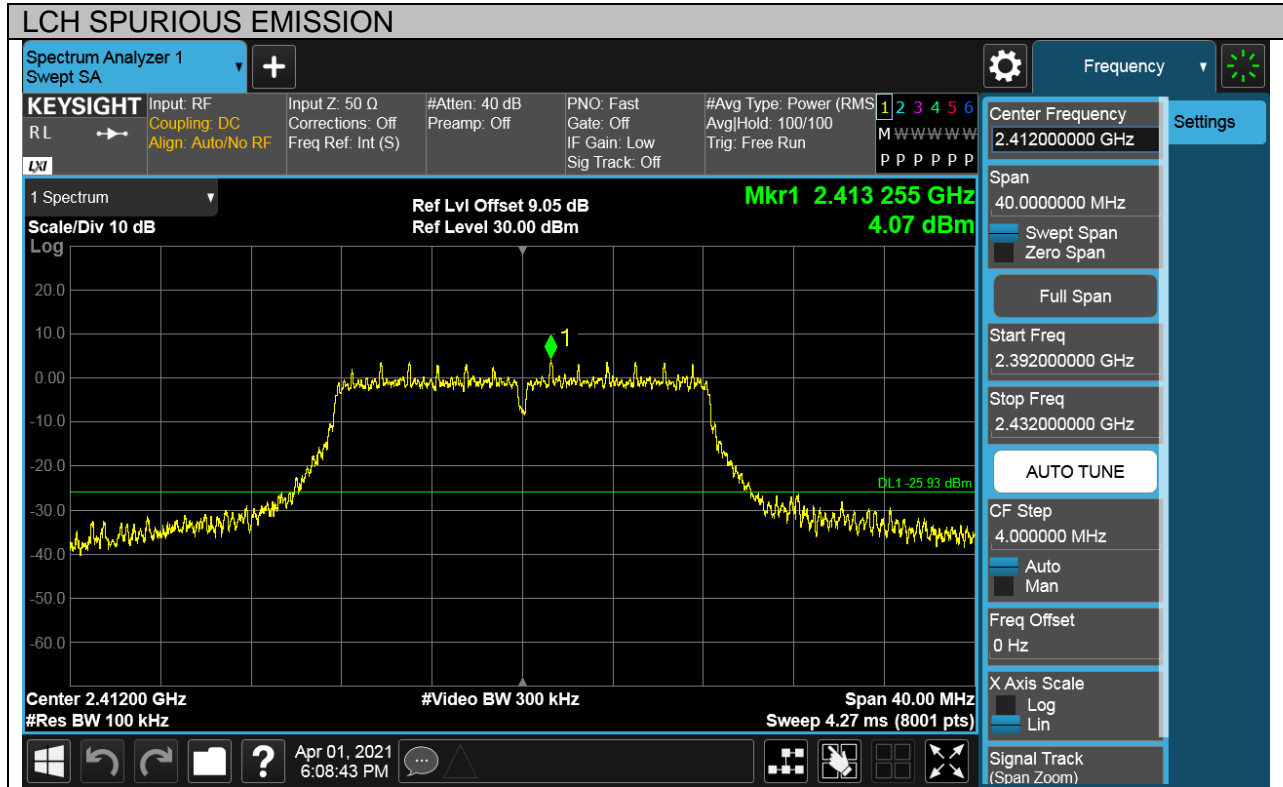 LCH SPURIOUS EMISSION
Spectrum Analyzer 1
Swept SA
+
Frequency
KEYSIGHT
RL
LXI
Input: RF
Coupling: DC
Align: Auto/No RF
Input Z: 50 Ω
Corrections: Off
Freq Ref: Int (S)
#Atten: 40 dB
Preamp: Off
PNO: Fast
Gate: Off
IF Gain: Low
Sig Track: Off
#Avg Type: Power (RMS
Avg|Hold: 100/100
Trig: Free Run
1 2 3 4 5 6
M W W W W W
P P P P P P
1 Spectrum
Scale/Div 10 dB
Log
Ref Lvl Offset 9.05 dB
Ref Level 30.00 dBm
Mkr1 2.413 255 GHz
4.07 dBm
20.0
10.0
0.00
-10.0
-20.0
-30.0
-40.0
-50.0
-60.0
1
DL1 -25.93 dBm
Center 2.41200 GHz
#Res BW 100 kHz
#Video BW 300 kHz
Span 40.00 MHz
Sweep 4.27 ms (8001 pts)
?
Apr 01, 2021
6:08:43 PM
Center Frequency
2.412000000 GHz
Settings
Span
40.0000000 MHz
Swept Span
Zero Span
Full Span
Start Freq
2.392000000 GHz
Stop Freq
2.432000000 GHz
AUTO TUNE
CF Step
4.000000 MHz
Auto
Man
Freq Offset
0 Hz
X Axis Scale
Log
Lin
Signal Track
(Span Zoom)